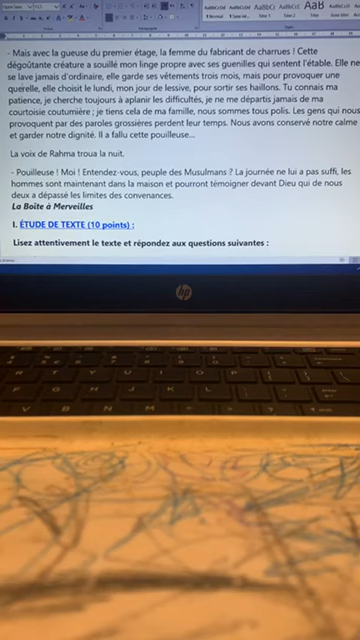 - Mais avec la gueuse du premier étage, la femme du fabricant de charrues ! Cette
dégoûtante créature a souillé mon linge propre avec ses guenilles qui sentent l'étable. Elle ne
se lave jamais d'ordinaire, elle garde ses vêtements trois mois, mais pour provoquer une
querelle, elle choisit le lundi, mon jour de lessive, pour sortir ses haillons. Tu connais ma
patience, je cherche toujours à aplanir les difficultés, je ne me départis jamais de ma
courtoisie coutumière ; je tiens cela de ma famille, nous sommes tous polis. Les gens qui nous
provoquent par des paroles grossières perdent leur temps. Nous avons conservé notre calme
et garder notre dignité. Il a fallu cette pouilleuse...
La voix de Rahma troua la nuit.
- Pouilleuse ! Moi ! Entendez-vous, peuple des Musulmans ? La journée ne lui a pas suffi, les
hommes sont maintenant dans la maison et pourront témoigner devant Dieu qui de nous
deux a dépassé les limites des convenances.
La Boîte à Merveilles
I. ÉTUDE DE TEXTE (10 points) :
Lisez attentivement le texte et répondez aux questions suivantes :
hp